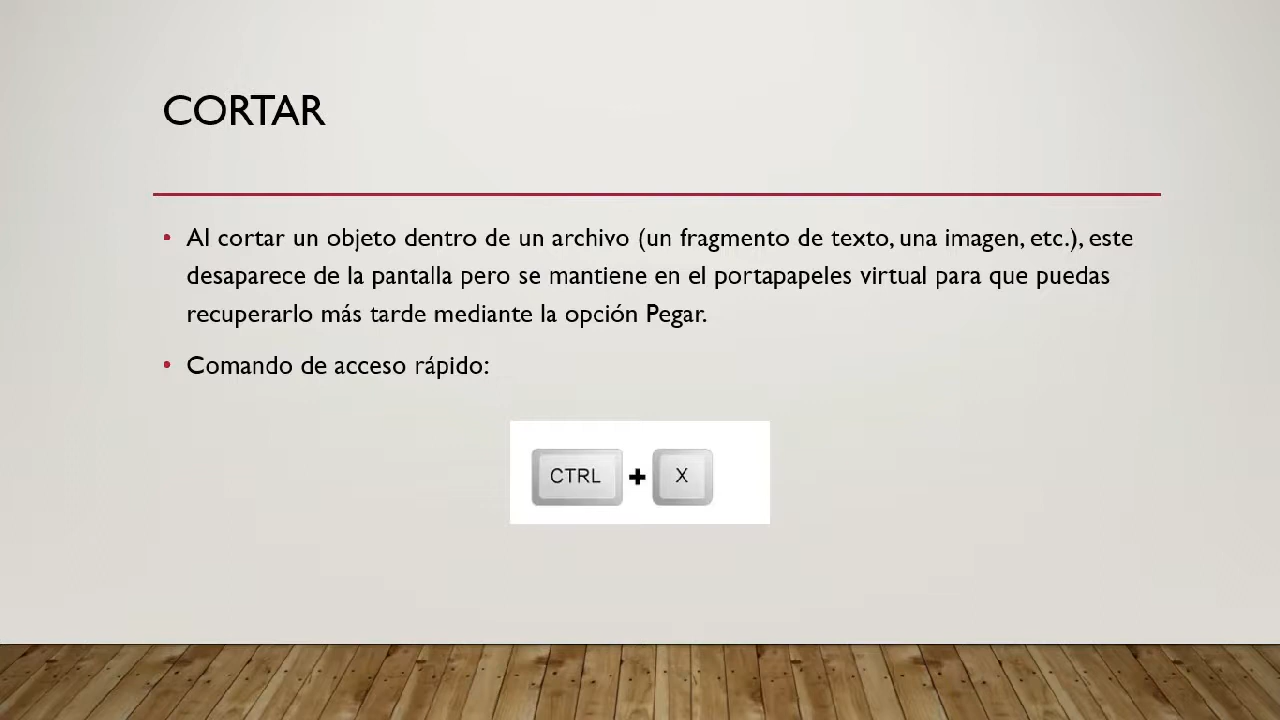 CORTAR
• Al cortar un objeto dentro de un archivo (un fragmento de texto, una imagen, etc.), este
desaparece de la pantalla pero se mantiene en el portapapeles virtual para que puedas
recuperarlo más tarde mediante la opción Pegar.
• Comando de acceso rápido:
CTRL + X